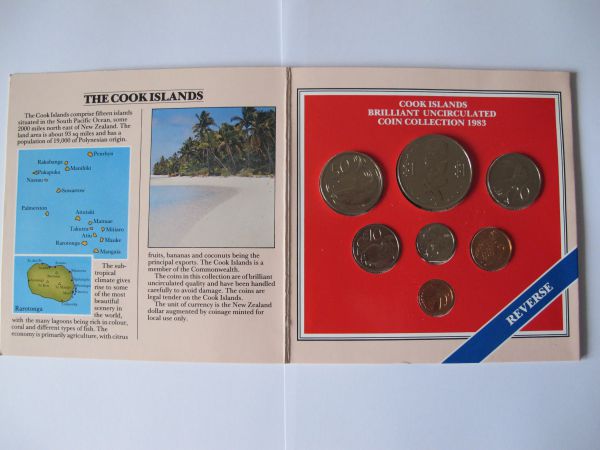 THE COOK ISLANDS
The Cook Islands comprise fifteen islands
situated in the South Pacific Ocean, some
2000 miles north east of New Zealand. The
land area is about 93 sq miles and has a
population of 19,000 of Polynesian origin.
Penrhyn
Rakahanga
Manihiki
Pukapuka
Nassau
Suwarrow
Palmerston
Aitutaki
Manuae
Takutea
Mitiaro
Atiu
Mauke
Rarotonga
Mangaia
Rarotonga
The sub-
tropical
climate gives
rise to some
of the most
beautiful
scenery in
the world,
with the many lagoons being rich in colour,
coral and different types of fish. The
economy is primarily agriculture, with citrus
fruits, bananas and coconuts being the
principal exports. The Cook Islands is a
member of the Commonwealth.
The coins in this collection are of brilliant
uncirculated quality and have been handled
carefully to avoid damage. The coins are
legal tender on the Cook Islands.
The unit of currency is the New Zealand
dollar augmented by coinage minted for
local use only.
COOK ISLANDS
BRILLIANT UNCIRCULATED
COIN COLLECTION 1983
50
20
10
REVERSE